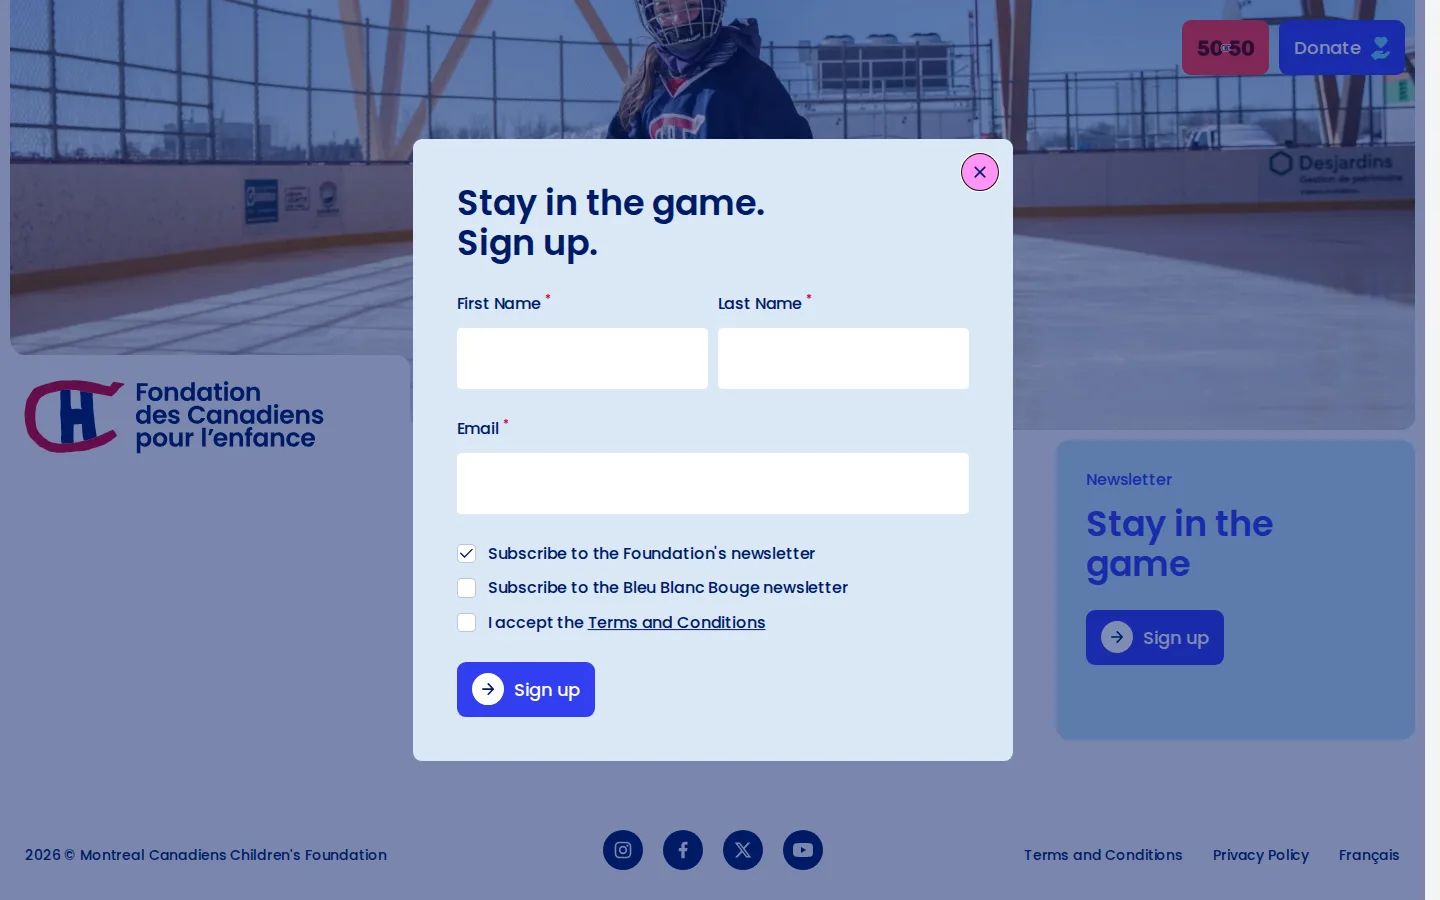 50 50
Donate
Desjardins
Gestion de patrimoine
Stay in the game.
Sign up.
First Name *
Last Name *
Email *
Subscribe to the Foundation's newsletter
Subscribe to the Bleu Blanc Bouge newsletter
I accept the Terms and Conditions
Sign up
Fondation
des Canadiens
pour l'enfance
Newsletter
Stay in the
game
Sign up
2026 © Montreal Canadiens Children's Foundation
Terms and Conditions
Privacy Policy
Français